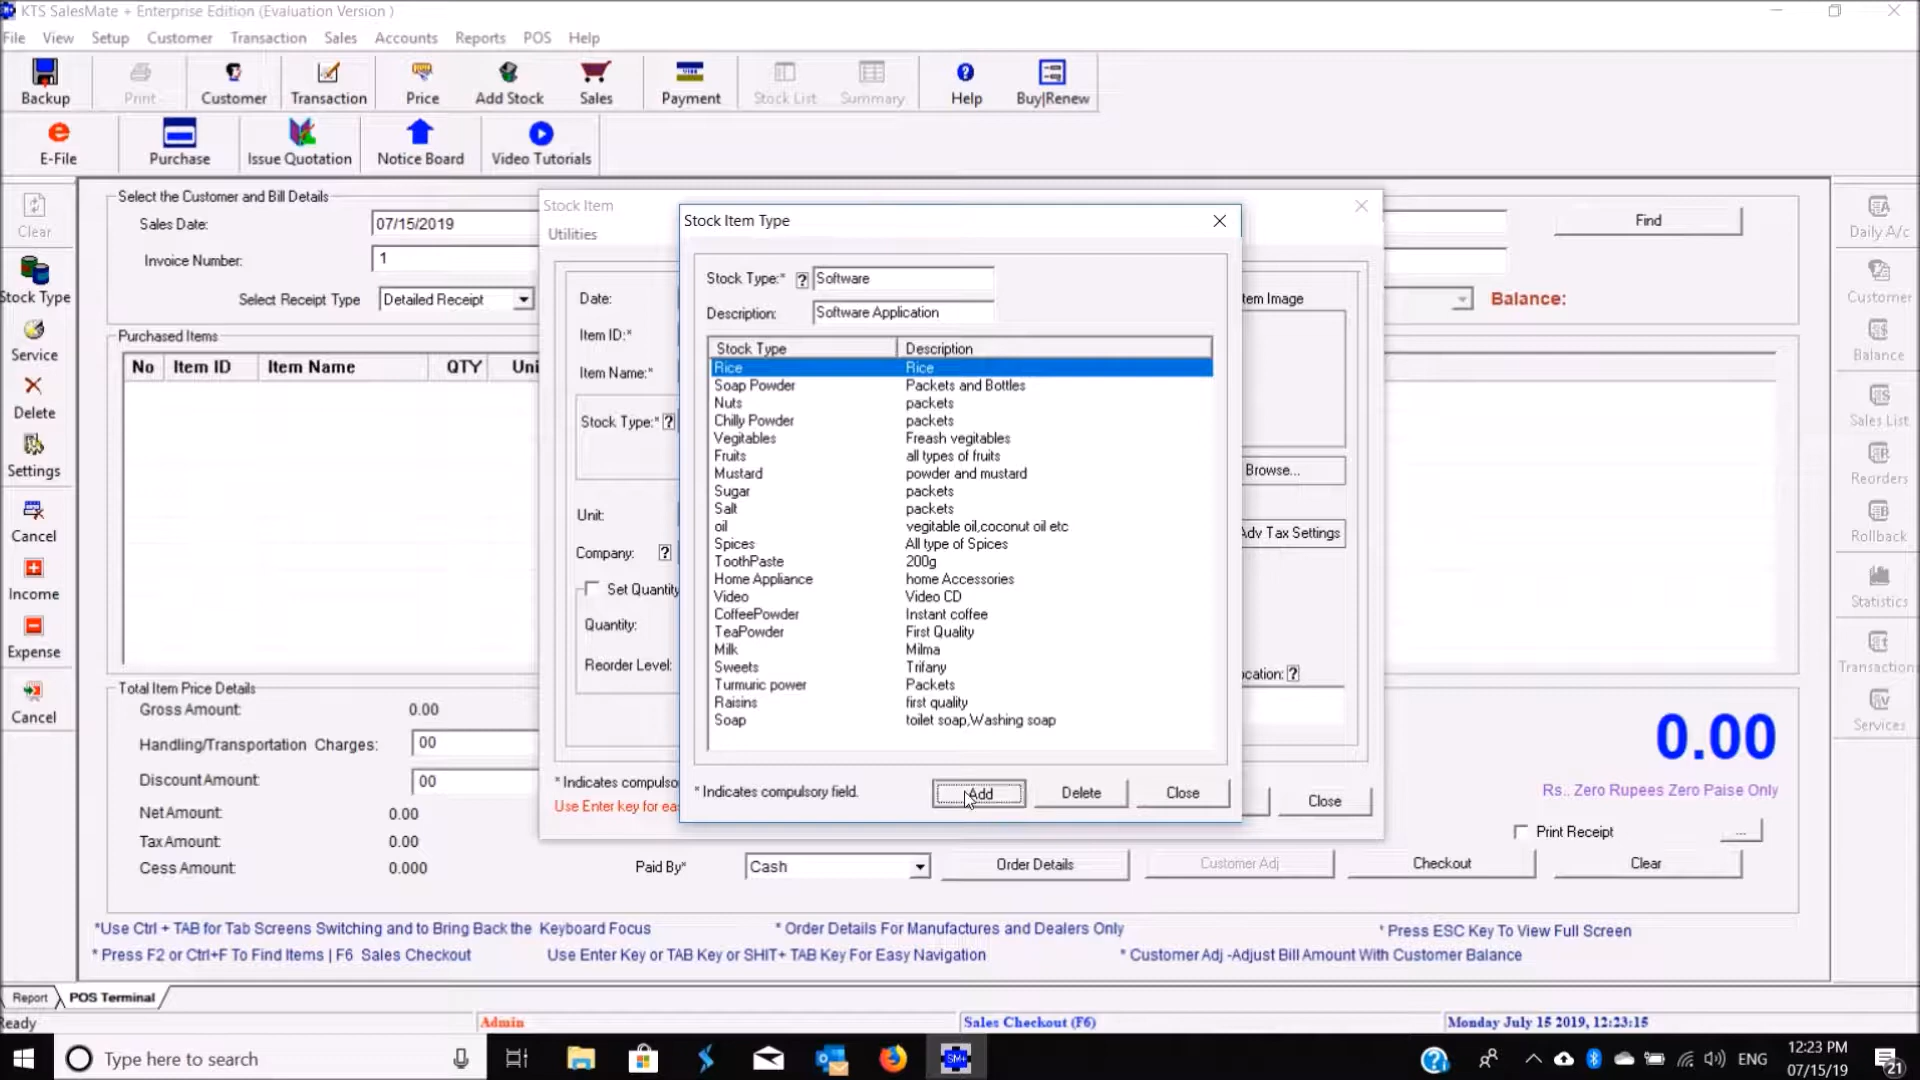 KTS SalesMate + Enterprise Edition (Evaluation Version )
File View Setup Customer Transaction Sales Accounts Reports POS Help
Backup Print Customer Transaction Price Add Stock Sales Payment Stock List Summary Help Buy|Renew
E-File Purchase Issue Quotation Notice Board Video Tutorials
Clear
Stock Type
Service
Delete
Settings
Cancel
Income
Expense
Cancel
Select the Customer and Bill Details
Sales Date: 07/15/2019
Invoice Number: 1
Select Receipt Type Detailed Receipt
Find
Balance:
Purchased Items
No Item ID Item Name QTY Uni
Stock Item
Utilities
Date:
Item ID:*
Item Name:*
Stock Type:* ?
Unit:
Company: ?
Set Quantity
Quantity:
Reorder Level:
tem Image
Browse...
Adv Tax Settings
ocation: ?
* Indicates compulso
Use Enter key for ea
Close
Stock Item Type
Stock Type:* ? Software
Description: Software Application
Stock Type Description
Rice Rice
Soap Powder Packets and Bottles
Nuts packets
Chilly Powder packets
Vegitables Freash vegitables
Fruits all types of fruits
Mustard powder and mustard
Sugar packets
Salt packets
oil vegitable oil,coconut oil etc
Spices All type of Spices
ToothPaste 200g
Home Appliance home Accessories
Video Video CD
CoffeePowder Instant coffee
TeaPowder First Quality
Milk Milma
Sweets Trifany
Turmuric power Packets
Raisins first quality
Soap toilet soap,Washing soap
* Indicates compulsory field.
Add Delete Close
Total Item Price Details
Gross Amount: 0.00
Handling/Transportation Charges: 00
Discount Amount: 00
Net Amount: 0.00
Tax Amount: 0.00
Cess Amount: 0.000
0.00
Rs.. Zero Rupees Zero Paise Only
Print Receipt ...
Paid By* Cash Order Details Customer Adj Checkout Clear
*Use Ctrl + TAB for Tab Screens Switching and to Bring Back the Keyboard Focus
* Order Details For Manufactures and Dealers Only
* Press ESC Key To View Full Screen
* Press F2 or Ctrl+F To Find Items | F6 Sales Checkout
Use Enter Key or TAB Key or SHIT+ TAB Key For Easy Navigation
* Customer Adj -Adjust Bill Amount With Customer Balance
Daily A/c
Customer
Balance
Sales List
Reorders
Rollback
Statistics
Transaction
Services
Report POS Terminal
Ready Admin Sales Checkout (F6) Monday July 15 2019, 12:23:15
Type here to search
SM+
ENG
12:23 PM
07/15/19
21